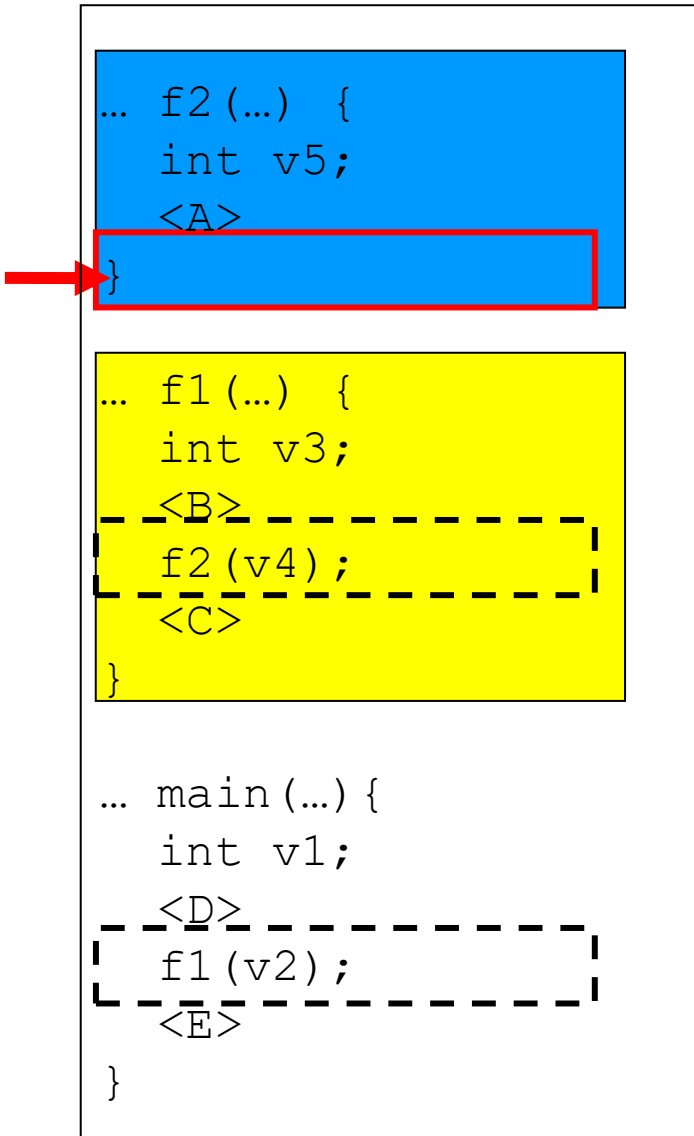 … f2(…) {
int v5;
<A>
}
… f1(…) {
int v3;
<B>
f2(v4);
<C>
}
… main(…){
int v1;
<D>
f1(v2);
<E>
}